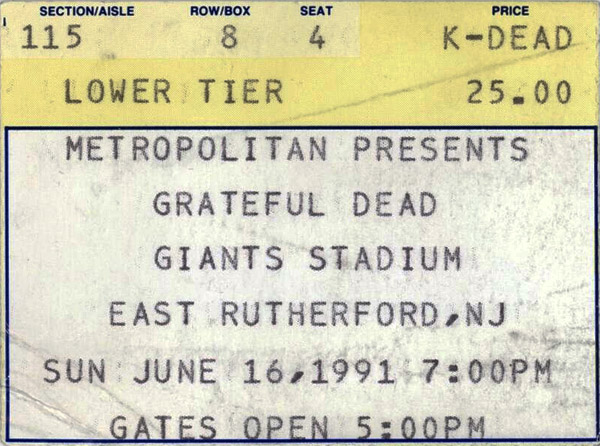 SECTION/AISLE ROW/BOX SEAT PRICE
115 8 4 K-DEAD
LOWER TIER 25.00
METROPOLITAN PRESENTS
GRATEFUL DEAD
GIANTS STADIUM
EAST RUTHERFORD,NJ
SUN JUNE 16,1991 7:00PM
GATES OPEN 5:00PM